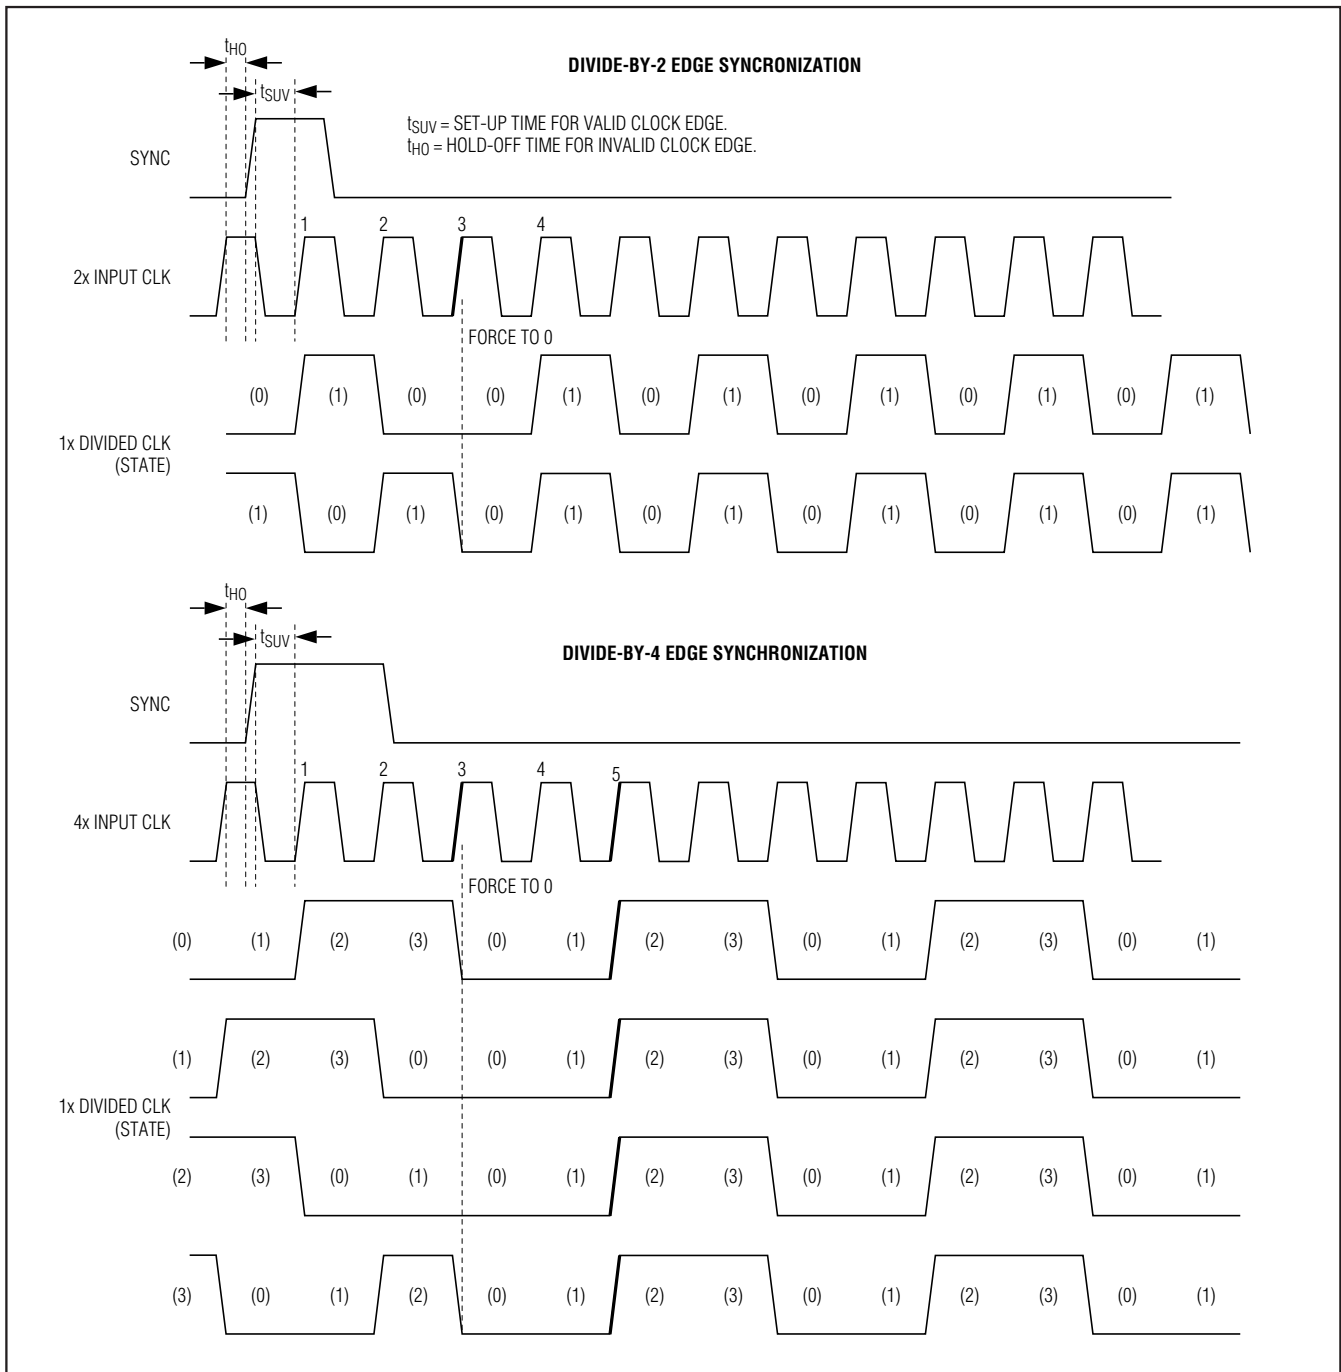 tHO
DIVIDE-BY-2 EDGE SYNCRONIZATION
tSUV
tSUV = SET-UP TIME FOR VALID CLOCK EDGE.
tHO = HOLD-OFF TIME FOR INVALID CLOCK EDGE.
SYNC
1 2 3 4
2x INPUT CLK
FORCE TO 0
(0) (1) (0) (0) (1) (0) (1) (0) (1) (0) (1) (0) (1)
1x DIVIDED CLK
(STATE)
(1) (0) (1) (0) (1) (0) (1) (0) (1) (0) (1) (0) (1)
tHO
tSUV
DIVIDE-BY-4 EDGE SYNCHRONIZATION
SYNC
1 2 3 4 5
4x INPUT CLK
FORCE TO 0
(0) (1) (2) (3) (0) (1) (2) (3) (0) (1) (2) (3) (0) (1)
(1) (2) (3) (0) (0) (1) (2) (3) (0) (1) (2) (3) (0) (1)
1x DIVIDED CLK
(STATE)
(2) (3) (0) (1) (0) (1) (2) (3) (0) (1) (2) (3) (0) (1)
(3) (0) (1) (2) (0) (1) (2) (3) (0) (1) (2) (3) (0) (1)